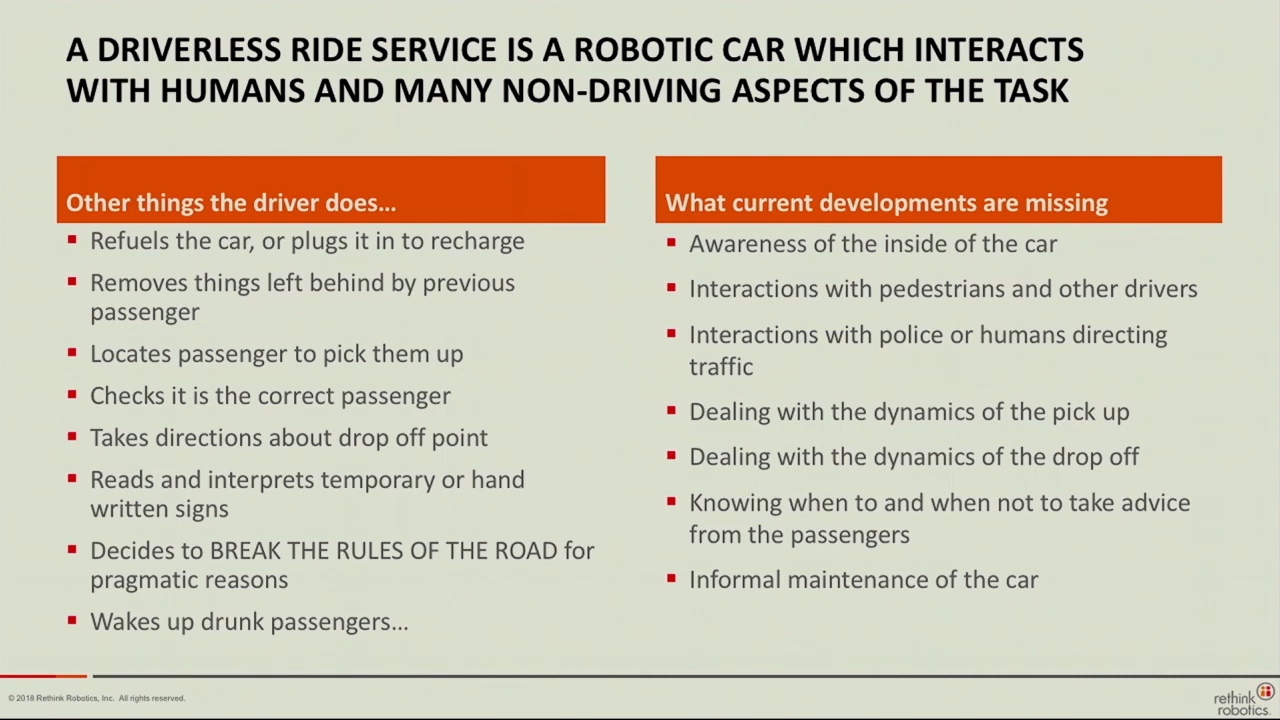 A DRIVERLESS RIDE SERVICE IS A ROBOTIC CAR WHICH INTERACTS
WITH HUMANS AND MANY NON-DRIVING ASPECTS OF THE TASK
Other things the driver does…
▪ Refuels the car, or plugs it in to recharge
▪ Removes things left behind by previous
passenger
▪ Locates passenger to pick them up
▪ Checks it is the correct passenger
▪ Takes directions about drop off point
▪ Reads and interprets temporary or hand
written signs
▪ Decides to BREAK THE RULES OF THE ROAD for
pragmatic reasons
▪ Wakes up drunk passengers…
What current developments are missing
▪ Awareness of the inside of the car
▪ Interactions with pedestrians and other drivers
▪ Interactions with police or humans directing
traffic
▪ Dealing with the dynamics of the pick up
▪ Dealing with the dynamics of the drop off
▪ Knowing when to and when not to take advice
from the passengers
▪ Informal maintenance of the car
© 2018 Rethink Robotics, Inc. All rights reserved.
rethink
robotics.